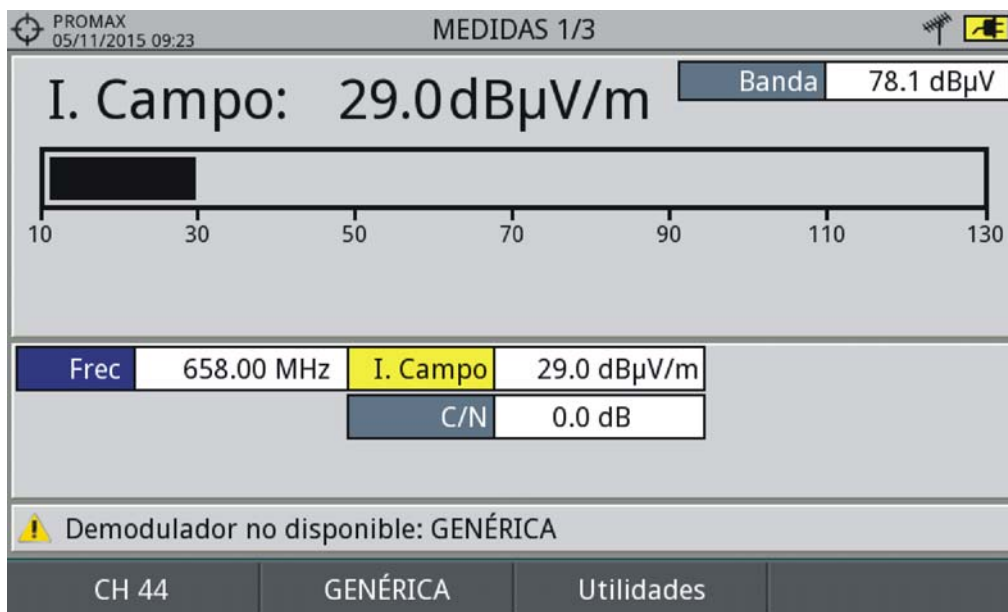 PROMAX
05/11/2015 09:23
MEDIDAS 1/3
I. Campo: 29.0 dBµV/m
Banda 78.1 dBµV
10 30 50 70 90 110 130
Frec 658.00 MHz I. Campo 29.0 dBµV/m
C/N 0.0 dB
Demodulador no disponible: GENÉRICA
CH 44 GENÉRICA Utilidades